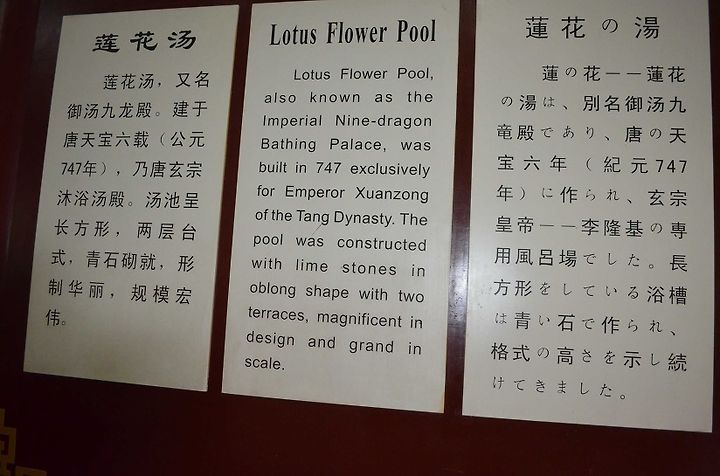 莲花汤
莲花汤，又名
御汤九龙殿。建于
唐天宝六载（公元
747年），乃唐玄宗
沐浴汤殿。汤池呈
长方形，两层台
式，青石砌就，形
制华丽，规模宏
伟。
Lotus Flower Pool
Lotus Flower Pool,
also known as the
Imperial Nine-dragon
Bathing Palace, was
built in 747 exclusively
for Emperor Xuanzong
of the Tang Dynasty. The
pool was constructed
with lime stones in
oblong shape with two
terraces, magnificent in
design and grand in
scale.
蓮花の湯
蓮の花――蓮花
の湯は、別名御汤九
竜殿であり、唐の天
宝六年（紀元747
年）に作られ、玄宗
皇帝――李隆基の専
用風呂場でした。長
方形をしている浴槽
は青い石で作られ、
格式の高さを示し続
けてきました。